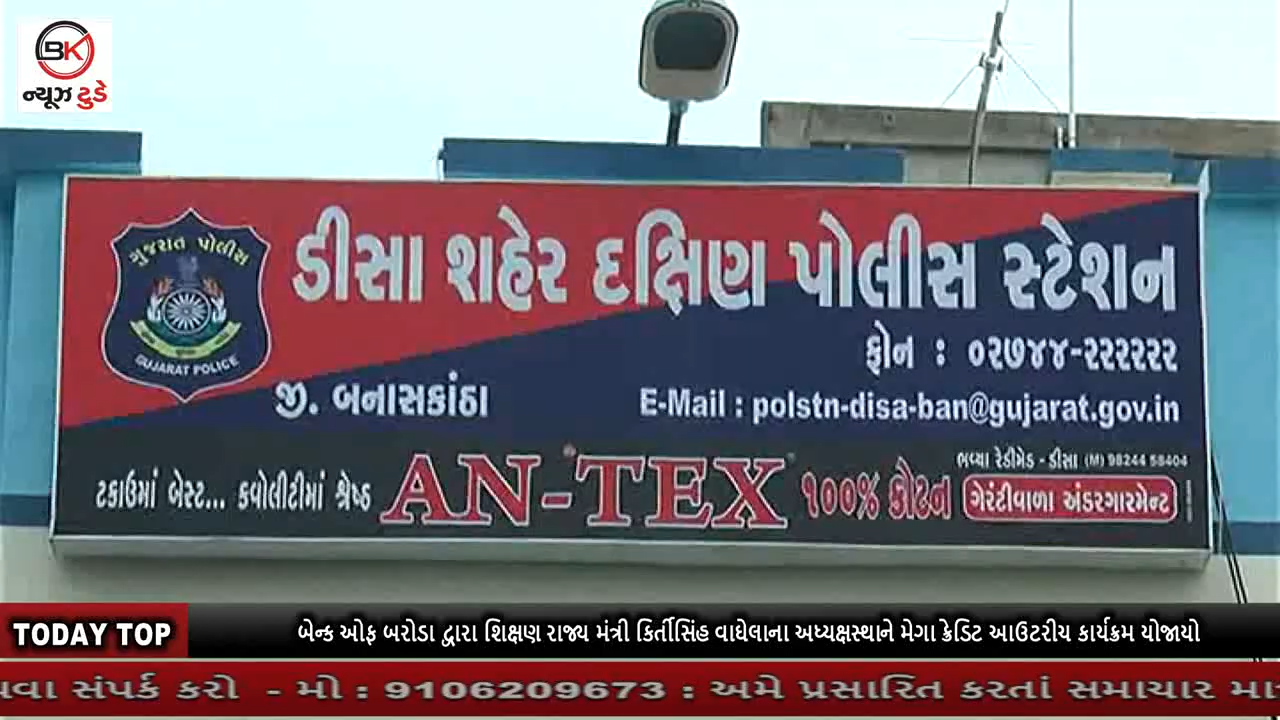 BK
ન્યૂઝ ટુડે
ગુજરાત પોલીસ
GUJARAT POLICE
ડીસા શહેર દક્ષિણ પોલીસ સ્ટેશન
ફોન : ૦૨૭૪૪-૨૨૨૨૨૨
જી. બનાસકાંઠા
E-Mail : polstn-disa-ban@gujarat.gov.in
ભવ્યા રેડીમેડ - ડીસા (M) 98244 58404
ટકાઉમાં બેસ્ટ... કવોલીટીમાં શ્રેષ્ઠ AN-TEX ૧૦૦% કોટન ગેરંટીવાળા અંડરગારમેન્ટ
TODAY TOP
બેન્ક ઓફ બરોડા દ્વારા શિક્ષણ રાજ્ય મંત્રી કિર્તીસિંહ વાઘેલાના અધ્યક્ષસ્થાને મેગા ક્રેડિટ આઉટરીચ કાર્યક્રમ યોજાયો
સંપર્ક કરો - મો : 9106209673 : અમે પ્રસારિત કરતાં સમાચાર